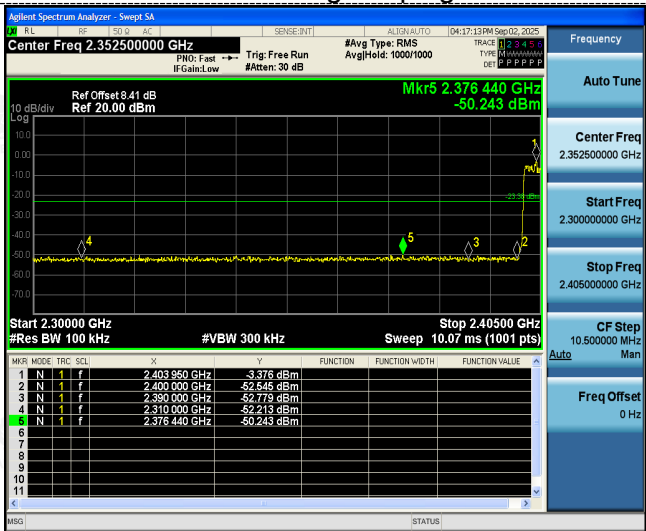 Agilent Spectrum Analyzer - Swept SA
RL RF 50 Ω AC SENSE:INT ALIGN AUTO 04:17:13 PM Sep 02, 2025
Center Freq 2.352500000 GHz #Avg Type: RMS TRACE 1 2 3 4 5 6
PNO: Fast Trig: Free Run Avg|Hold: 1000/1000 TYPE M W W W W W
IFGain:Low #Atten: 30 dB DET P P P P P P
Ref Offset 8.41 dB Mkr5 2.376 440 GHz
10 dB/div Ref 20.00 dBm -50.243 dBm
Log
10.0
0.00
-10.0
-20.0
-30.0
-40.0
-50.0
-60.0
-70.0
1
-23.38 dBm
4
5
3
2
Start 2.30000 GHz Stop 2.40500 GHz
#Res BW 100 kHz #VBW 300 kHz Sweep 10.07 ms (1001 pts)
MKR MODE TRC SCL X Y FUNCTION FUNCTION WIDTH FUNCTION VALUE
1 N 1 f 2.403 950 GHz -3.376 dBm
2 N 1 f 2.400 000 GHz -52.545 dBm
3 N 1 f 2.390 000 GHz -52.779 dBm
4 N 1 f 2.310 000 GHz -52.213 dBm
5 N 1 f 2.376 440 GHz -50.243 dBm
6
7
8
9
10
11
MSG STATUS
Frequency
Auto Tune
Center Freq
2.352500000 GHz
Start Freq
2.300000000 GHz
Stop Freq
2.405000000 GHz
CF Step
10.500000 MHz
Auto Man
Freq Offset
0 Hz